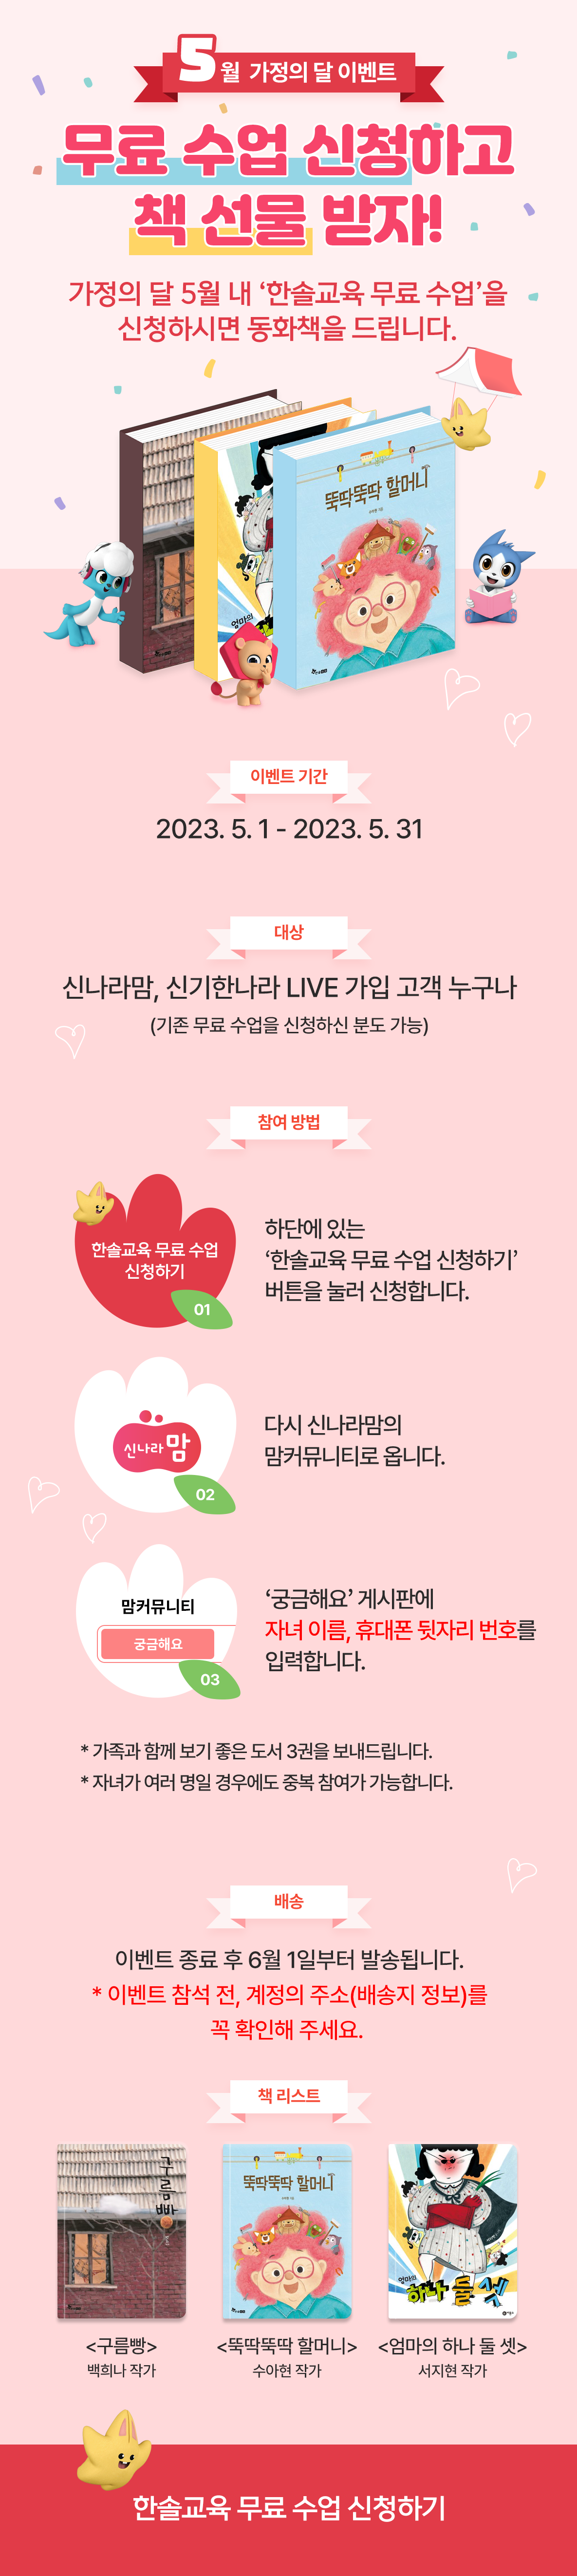 5월 가정의 달 이벤트
무료 수업 신청하고
책 선물 받자!
가정의 달 5월 내 ‘한솔교육 무료 수업’을
신청하시면 동화책을 드립니다.
뚝딱뚝딱 할머니
엄마의
이벤트 기간
2023. 5. 1 - 2023. 5. 31
대상
신나라맘, 신기한나라 LIVE 가입 고객 누구나
(기존 무료 수업을 신청하신 분도 가능)
참여 방법
한솔교육 무료 수업
신청하기
01
하단에 있는
‘한솔교육 무료 수업 신청하기’
버튼을 눌러 신청합니다.
신나라맘
02
다시 신나라맘의
맘커뮤니티로 옵니다.
맘커뮤니티
궁금해요
03
‘궁금해요’ 게시판에
자녀 이름, 휴대폰 뒷자리 번호를
입력합니다.
* 가족과 함께 보기 좋은 도서 3권을 보내드립니다.
* 자녀가 여러 명일 경우에도 중복 참여가 가능합니다.
배송
이벤트 종료 후 6월 1일부터 발송됩니다.
* 이벤트 참석 전, 계정의 주소(배송지 정보)를
꼭 확인해 주세요.
책 리스트
구름빵
뚝딱뚝딱 할머니
엄마의
하나 둘 셋
<구름빵>
백희나 작가
<뚝딱뚝딱 할머니>
수아현 작가
<엄마의 하나 둘 셋>
서지현 작가
한솔교육 무료 수업 신청하기